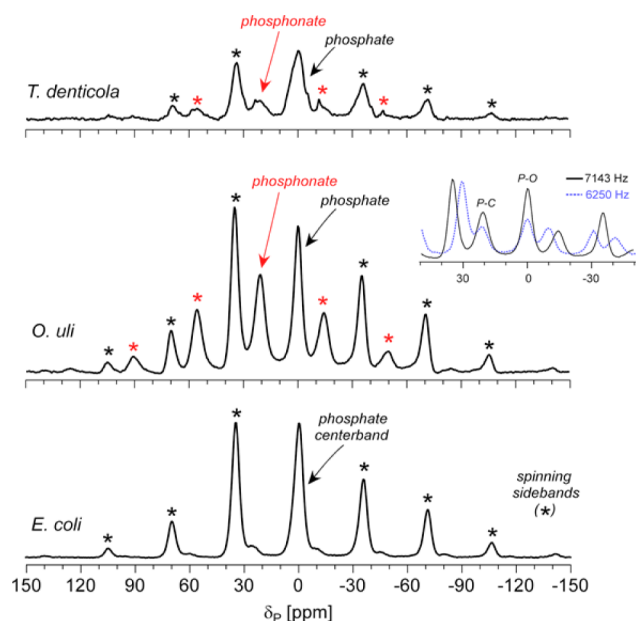 phosphonate
phosphate
* * * * * * * * *
T. denticola
phosphonate
phosphate
P-C
P-O
7143 Hz
6250 Hz
30 0 -30
* * * * * * * * * * *
O. uli
phosphate
centerband
* * * * * *
spinning
sidebands
(*)
E. coli
150 120 90 60 30 0 -30 -60 -90 -120 -150
δP [ppm]